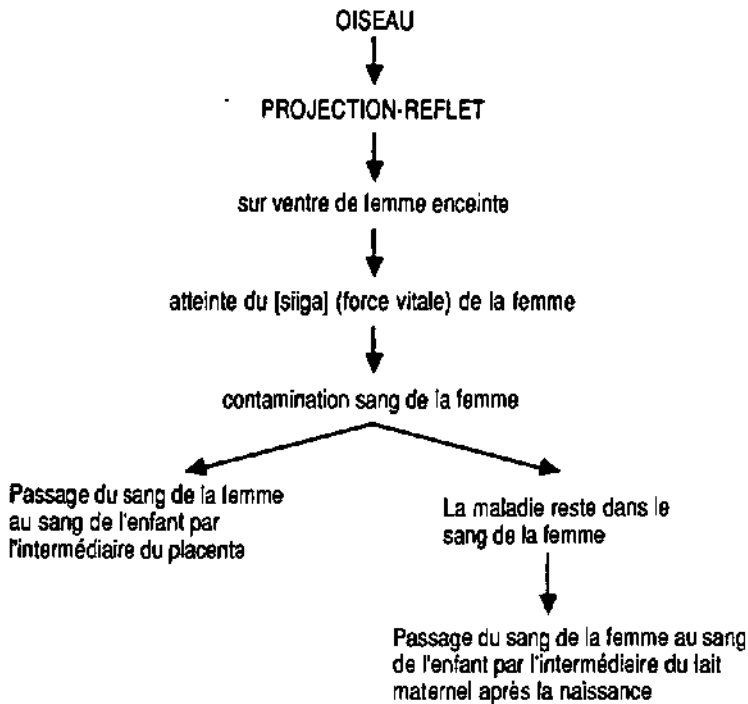 OISEAU
PROJECTION-REFLET
sur ventre de femme enceinte
atteinte du [siiga] (force vitale) de la femme
contamination sang de la femme
Passage du sang de la femme
au sang de l'enfant par
l'intermédiaire du placenta
La maladie reste dans le
sang de la femme
Passage du sang de la femme au sang
de l'enfant par l'intermédiaire du lait
maternel après la naissance